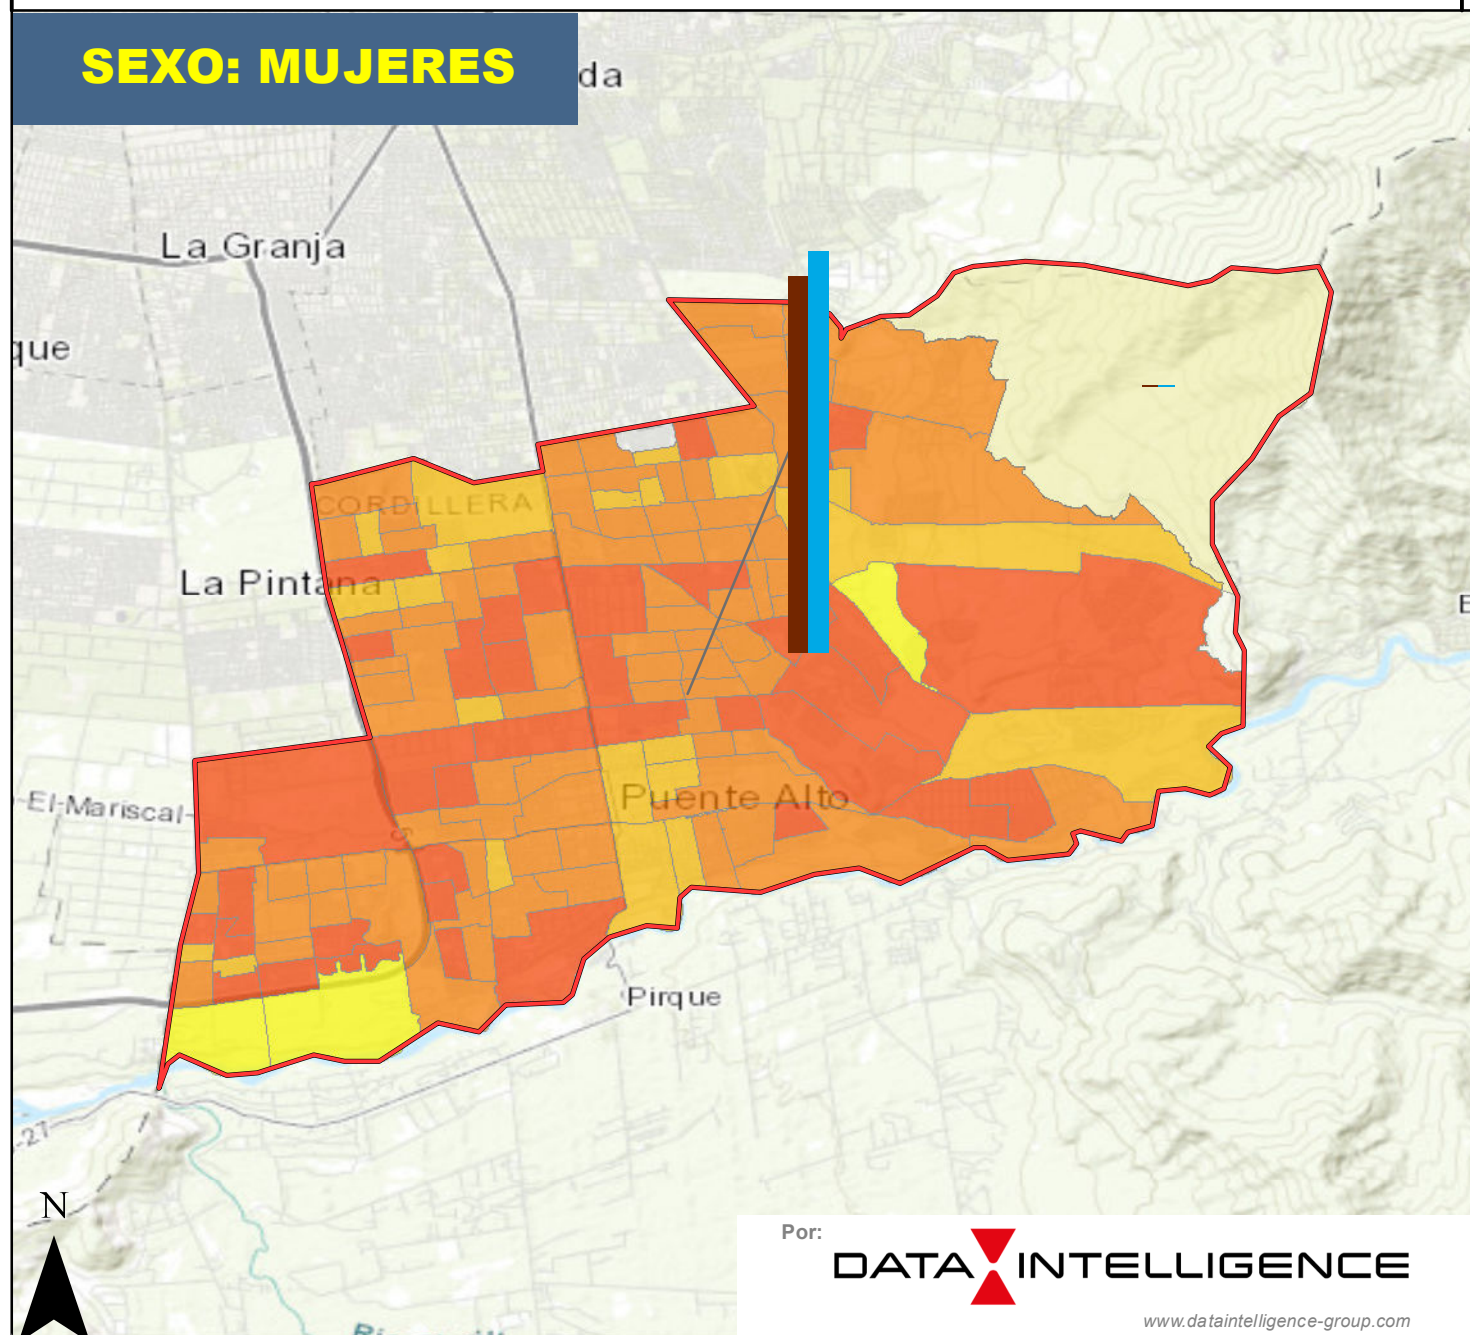 SEXO: MUJERES
da
La Granja
que
CORDILLERA
La Pintana
E
El-Mariscal
Puente Alto
S
Pirque
-27
N
Por:
DATA INTELLIGENCE
www.dataintelligence-group.com